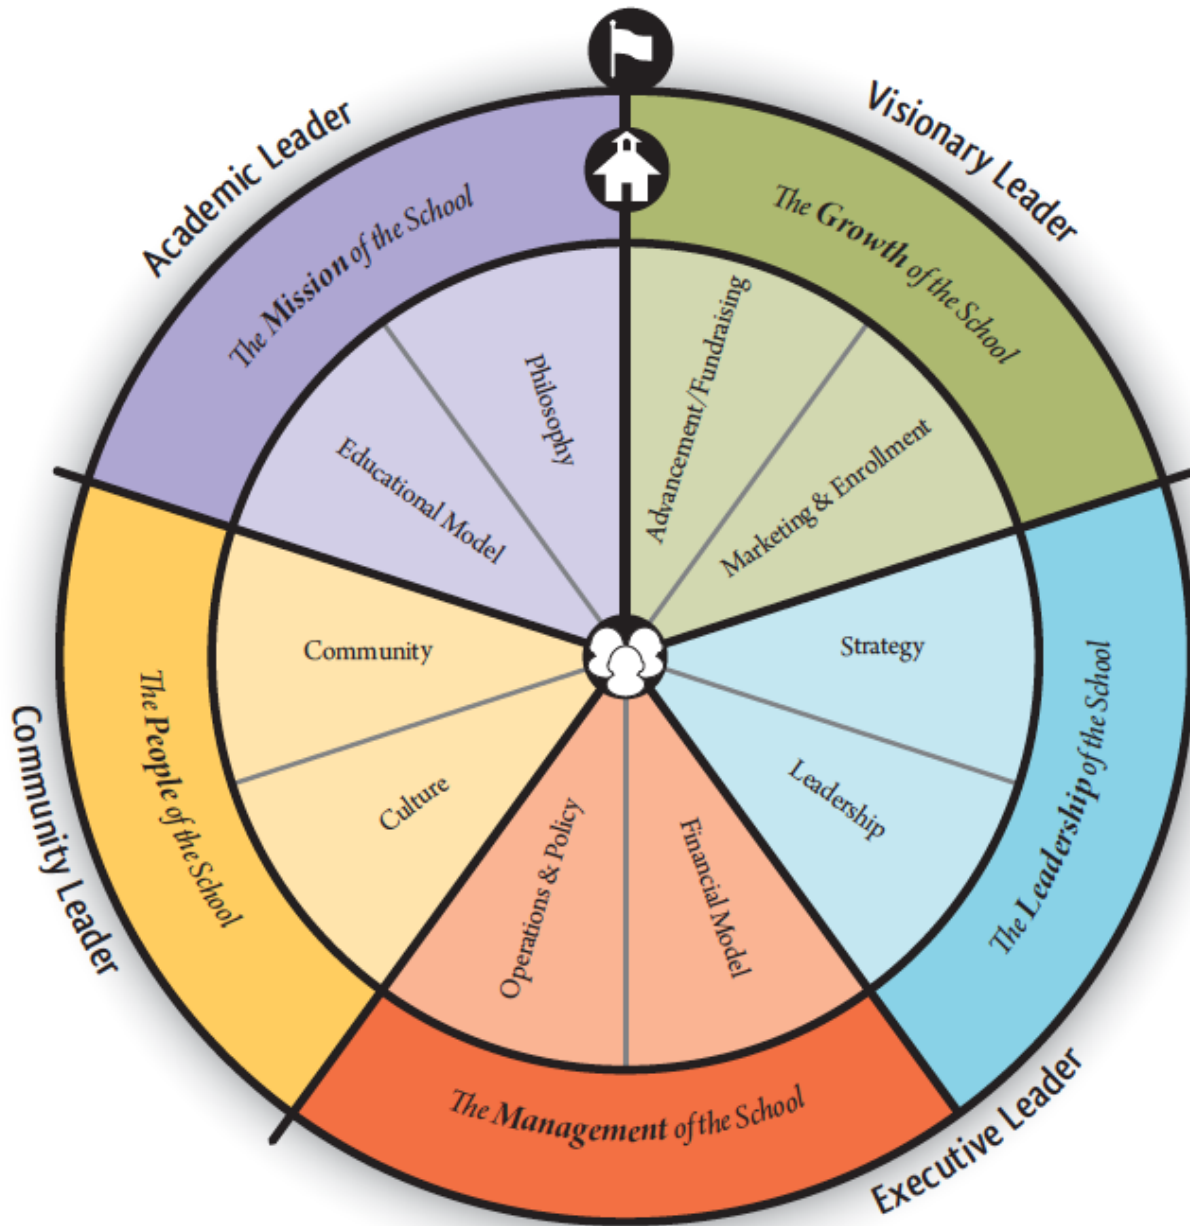 Academic Leader
Visionary Leader
The Mission of the School
The Growth of the School
Philosophy
Educational Model
Advancement/Fundraising
Marketing & Enrollment
Community
Culture
Strategy
Leadership
The People of the School
The Leadership of the School
Community Leader
Operations & Policy
Financial Model
The Management of the School
Executive Leader